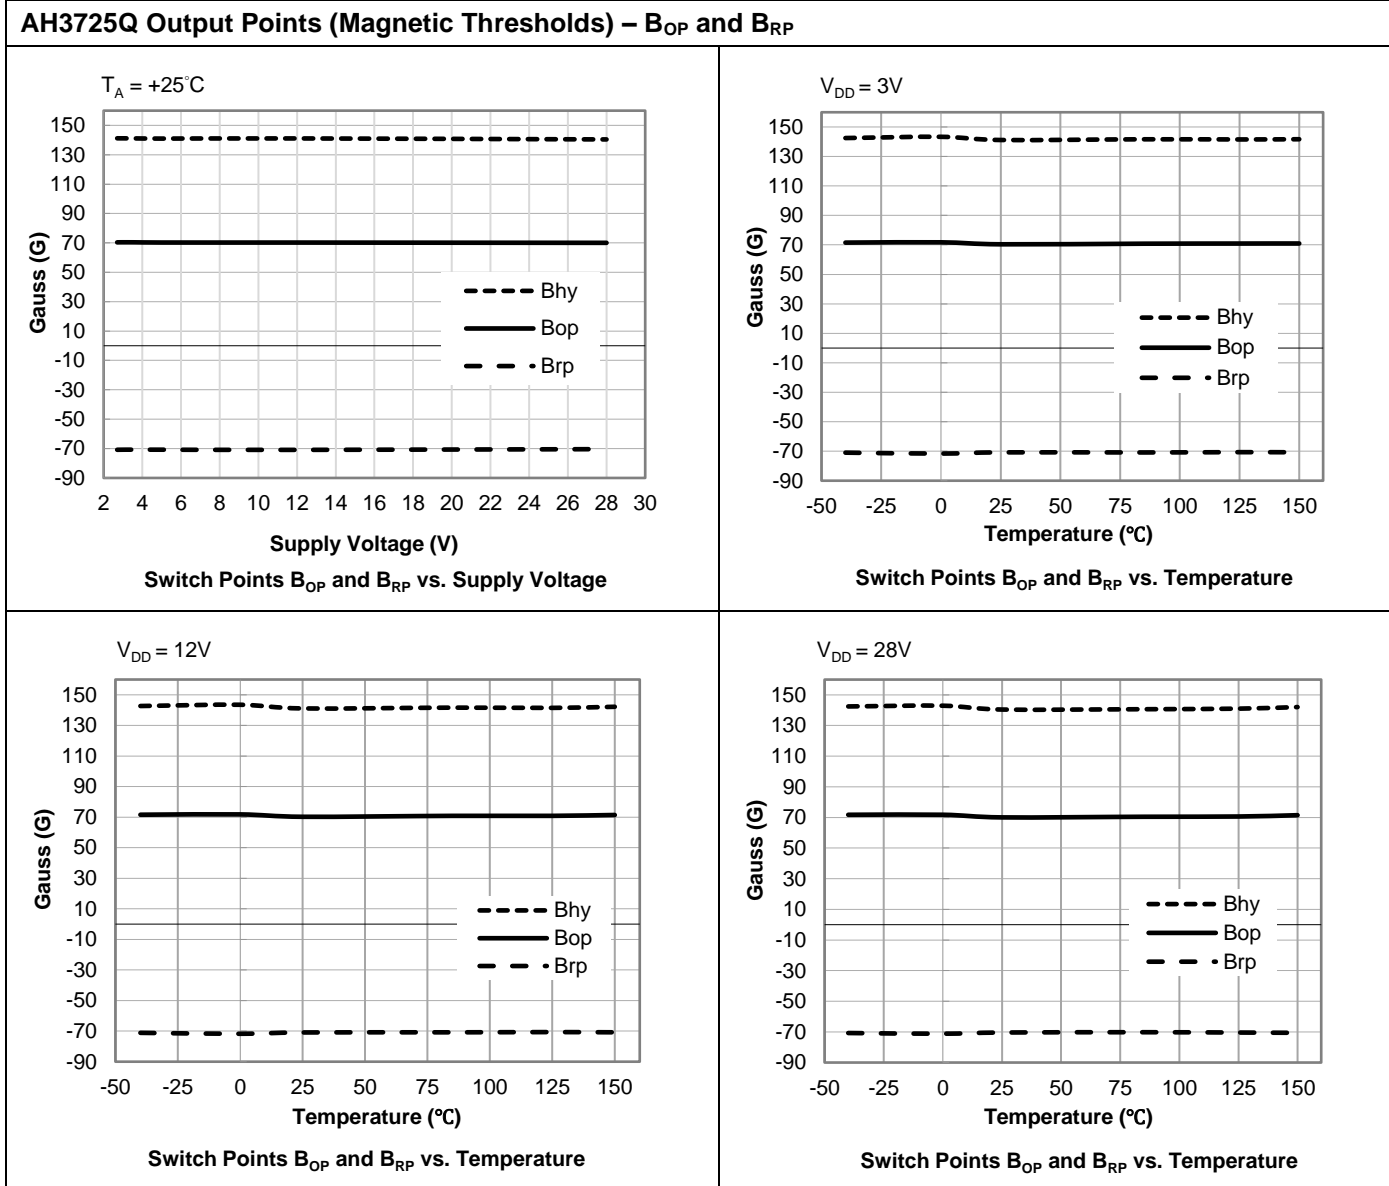 AH3725Q Output Points (Magnetic Thresholds) – BOP and BRP
TA = +25°C
150
130
110
90
70
50
30
10
-10
-30
-50
-70
-90
Gauss (G)
Bhy
Bop
Brp
2 4 6 8 10 12 14 16 18 20 22 24 26 28 30
Supply Voltage (V)
Switch Points BOP and BRP vs. Supply Voltage
VDD = 3V
150
130
110
90
70
50
30
10
-10
-30
-50
-70
-90
Gauss (G)
Bhy
Bop
Brp
-50 -25 0 25 50 75 100 125 150
Temperature (℃)
Switch Points BOP and BRP vs. Temperature
VDD = 12V
150
130
110
90
70
50
30
10
-10
-30
-50
-70
-90
Gauss (G)
Bhy
Bop
Brp
-50 -25 0 25 50 75 100 125 150
Temperature (℃)
Switch Points BOP and BRP vs. Temperature
VDD = 28V
150
130
110
90
70
50
30
10
-10
-30
-50
-70
-90
Gauss (G)
Bhy
Bop
Brp
-50 -25 0 25 50 75 100 125 150
Temperature (℃)
Switch Points BOP and BRP vs. Temperature